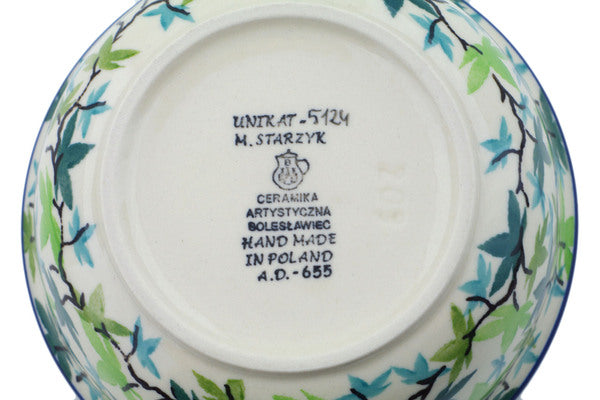 UNIKAT-5124
M. STARZYK
B
CERAMIKA
ARTYSTYCZNA
BOLESŁAWIEC
HAND MADE
IN POLAND
A.D.-655